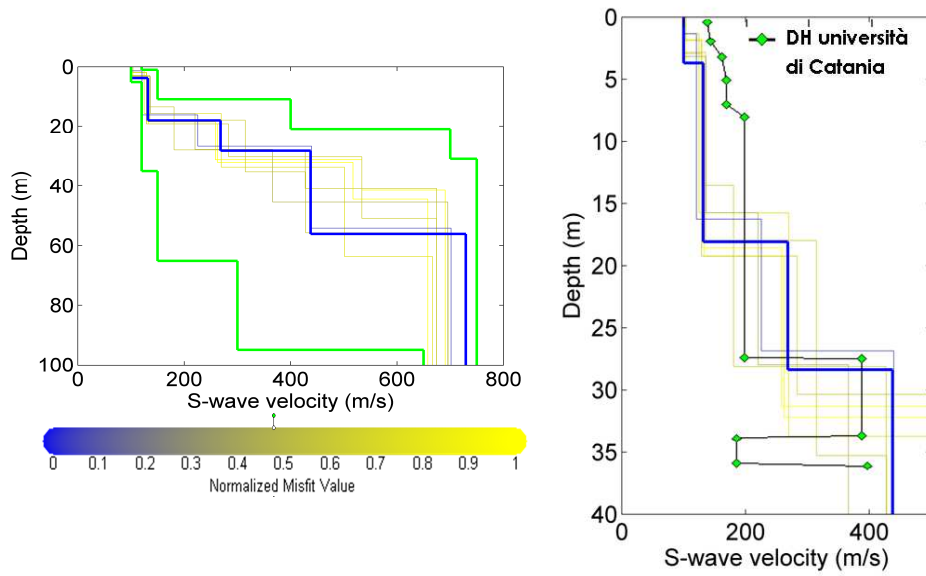 0
20
40
60
80
100
Depth (m)
0 200 400 600 800
S-wave velocity (m/s)
0 0.1 0.2 0.3 0.4 0.5 0.6 0.7 0.8 0.9 1
Normalized Misfit Value
DH università
di Catania
0
5
10
15
20
25
30
35
40
Depth (m)
0 200 400
S-wave velocity (m/s)